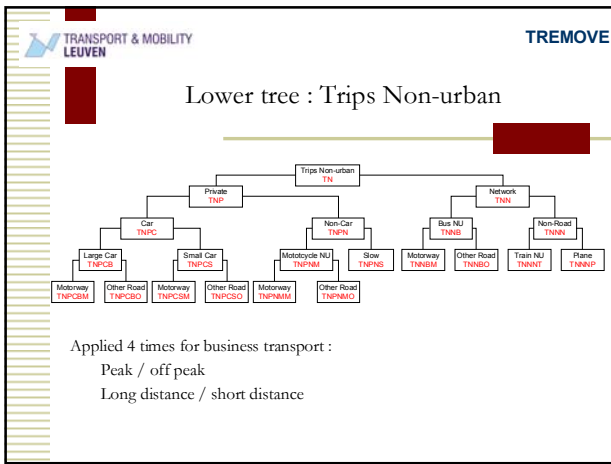 TRANSPORT & MOBILITY
LEUVEN
TREMOVE
Lower tree : Trips Non-urban
Trips Non-urban
TN
Private
TNP
Network
TNN
Car
TNPC
Non-Car
TNPN
Bus NU
TNNB
Non-Road
TNNN
Large Car
TNPCB
Small Car
TNPCS
Mototcycle NU
TNPNM
Slow
TNPNS
Motorway
TNNBM
Other Road
TNNBO
Train NU
TNNNT
Plane
TNNNP
Motorway
TNPCBM
Other Road
TNPCBO
Motorway
TNPCSM
Other Road
TNPCSO
Motorway
TNPNMM
Other Road
TNPNMO
Applied 4 times for business transport :
Peak / off peak
Long distance / short distance